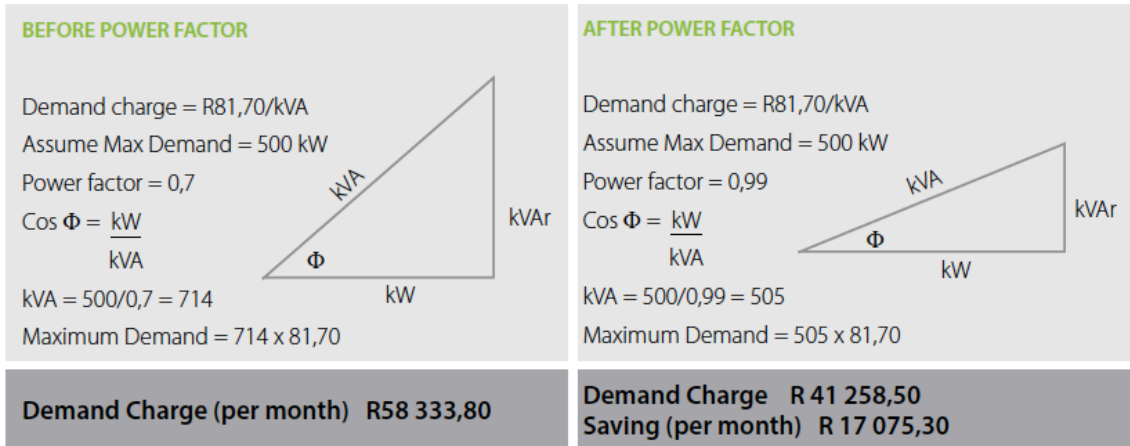 BEFORE POWER FACTOR
Demand charge = R81,70/kVA
Assume Max Demand = 500 kW
Power factor = 0,7
Cos Φ = kW
kVA
kVA = 500/0,7 = 714
Maximum Demand = 714 x 81,70
kVA
Φ
kVAr
kW
Demand Charge (per month) R58 333,80
AFTER POWER FACTOR
Demand charge = R81,70/kVA
Assume Max Demand = 500 kW
Power factor = 0,99
Cos Φ = kW
kVA
kVA = 500/0,99 = 505
Maximum Demand = 505 x 81,70
kVA
Φ
kVAr
kW
Demand Charge R 41 258,50
Saving (per month) R 17 075,30